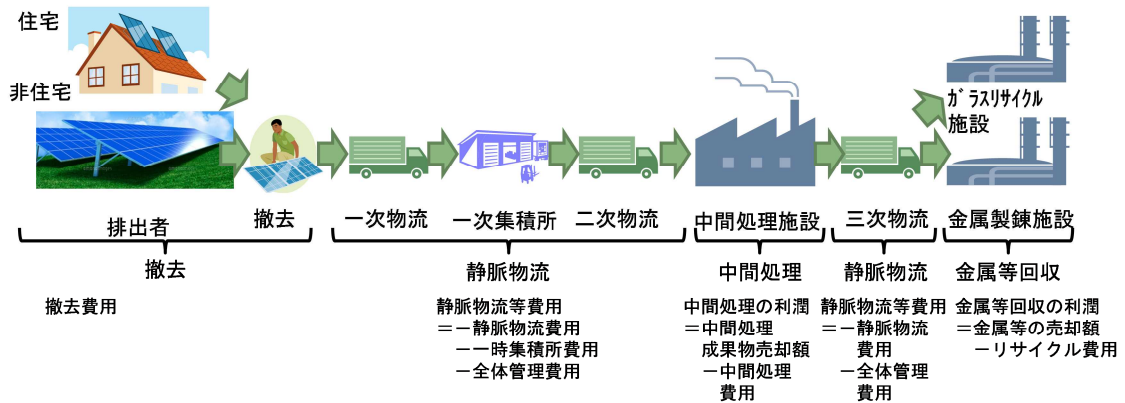 住宅
非住宅
ｶﾞﾗｽﾘｻｲｸﾙ
施設
排出者
撤去
一次物流
一次集積所
二次物流
中間処理施設
三次物流
金属製錬施設
撤去
静脈物流
中間処理
静脈物流
金属等回収
撤去費用
静脈物流等費用
＝－静脈物流費用
－一時集積所費用
－全体管理費用
中間処理の利潤
＝中間処理
成果物売却額
－中間処理
費用
静脈物流等費用
＝－静脈物流
費用
－全体管理
費用
金属等回収の利潤
＝金属等の売却額
－リサイクル費用